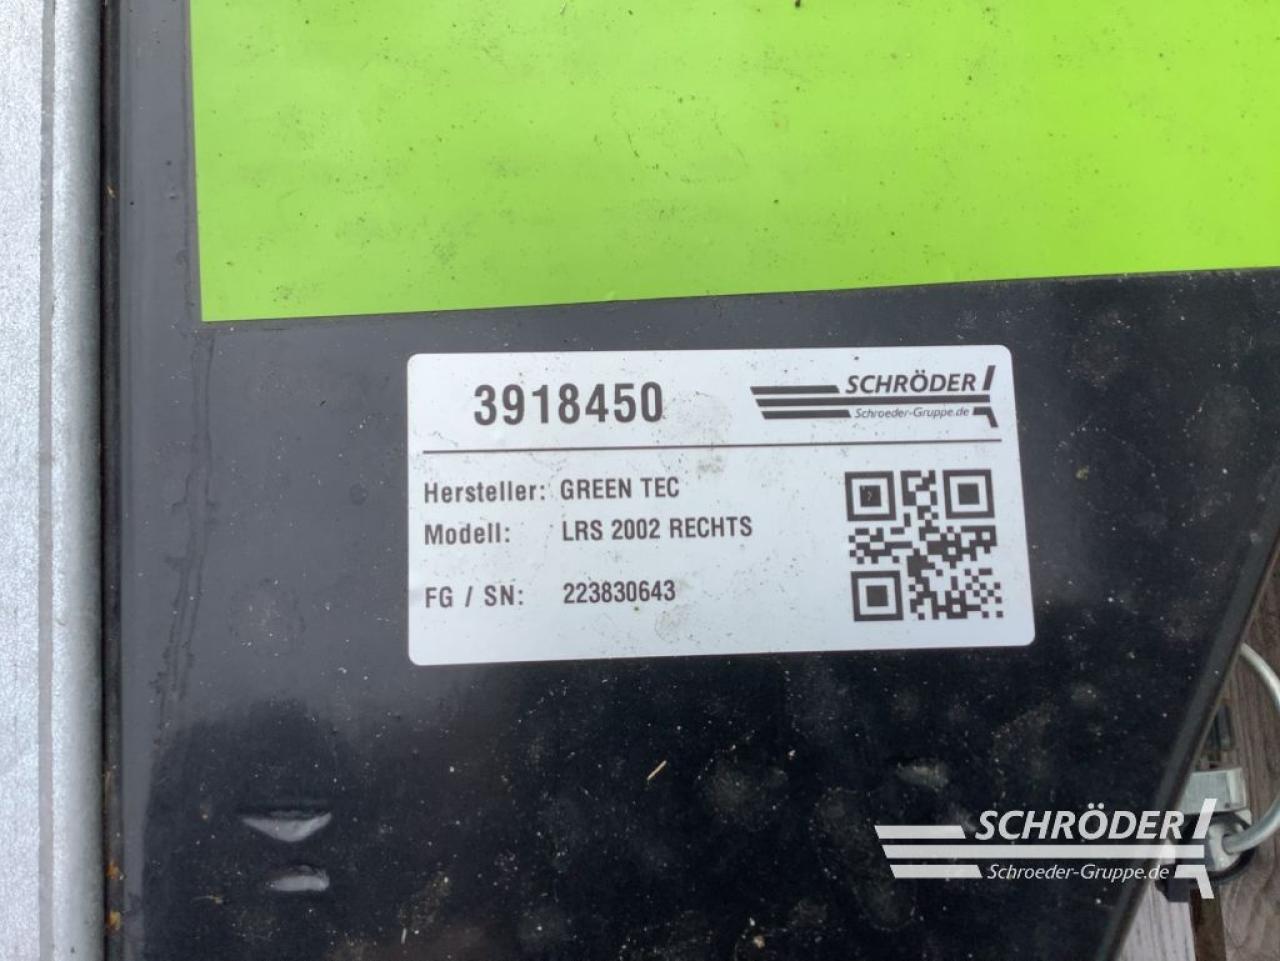 3918450
SCHRÖDER
Schroeder-Gruppe.de
Hersteller: GREEN TEC
Modell: LRS 2002 RECHTS
FG / SN: 223830643
SCHRÖDER
Schroeder-Gruppe.de